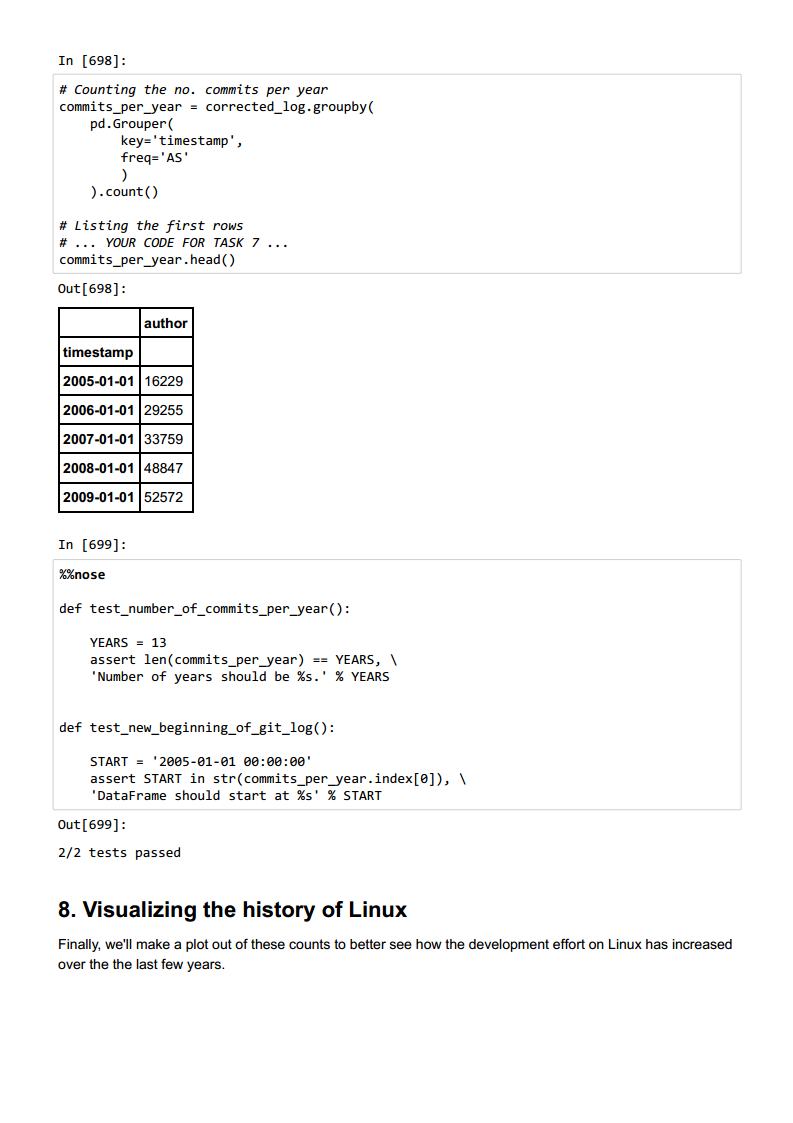 In [698]:
# Counting the no. commits per year
commits_per_year = corrected_log.groupby(
    pd.Grouper(
        key='timestamp',
        freq='AS'
        )
    ).count()
# Listing the first rows
# ... YOUR CODE FOR TASK 7 ...
commits_per_year.head()
Out[698]:
author
timestamp
2005-01-01 16229
2006-01-01 29255
2007-01-01 33759
2008-01-01 48847
2009-01-01 52572
In [699]:
%%nose
def test_number_of_commits_per_year():
    YEARS = 13
    assert len(commits_per_year) == YEARS, \
    'Number of years should be %s.' % YEARS
def test_new_beginning_of_git_log():
    START = '2005-01-01 00:00:00'
    assert START in str(commits_per_year.index[0]), \
    'DataFrame should start at %s' % START
Out[699]:
2/2 tests passed
8. Visualizing the history of Linux
Finally, we'll make a plot out of these counts to better see how the development effort on Linux has increased
over the the last few years.